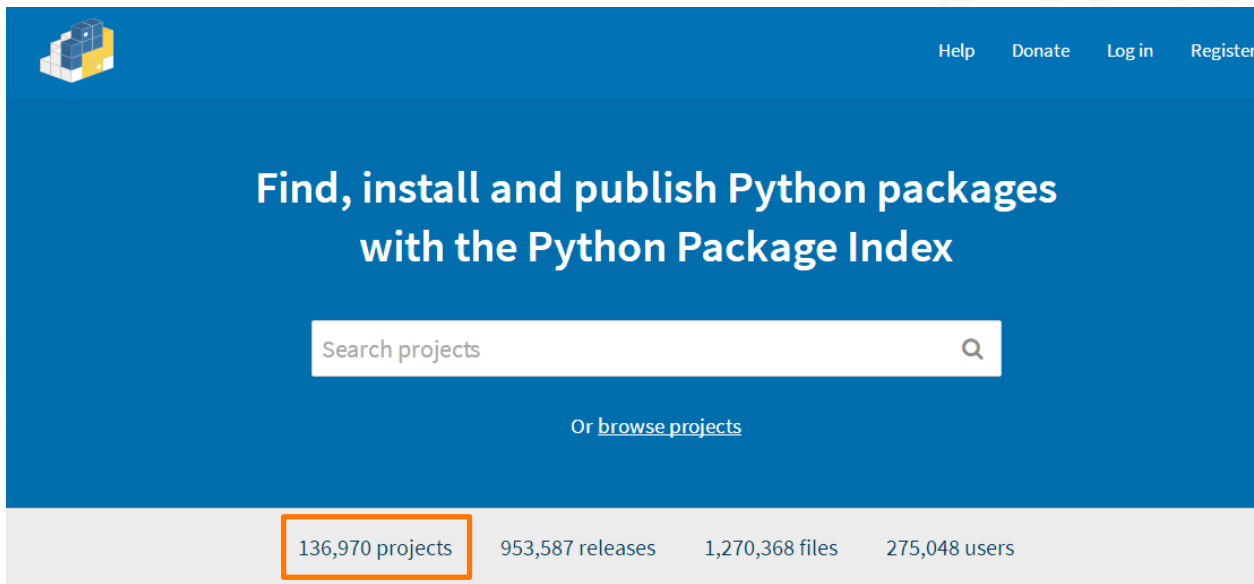 Help Donate Log in Register
Find, install and publish Python packages
with the Python Package Index
Search projects
Or browse projects
136,970 projects 953,587 releases 1,270,368 files 275,048 users